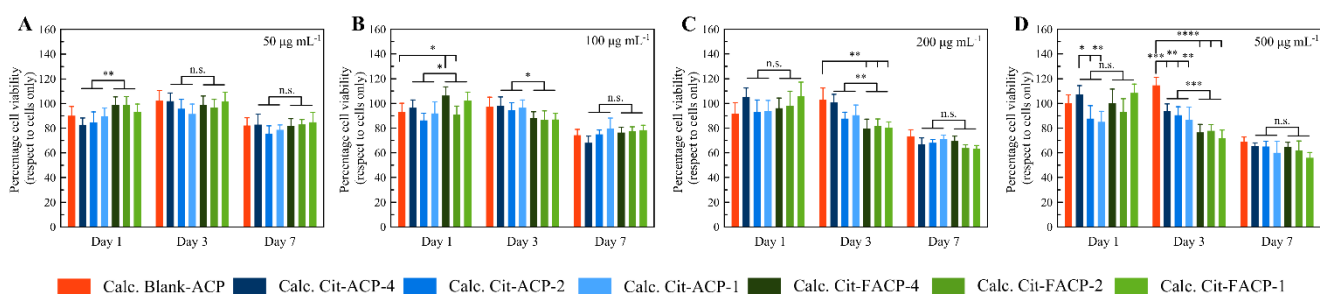 A
50 μg mL-1
Percentage cell viability
(respect to cells only)
160
140
120
100
80
60
40
20
0
**
n.s.
n.s.
Day 1
Day 3
Day 7
B
100 μg mL-1
Percentage cell viability
(respect to cells only)
160
140
120
100
80
60
40
20
0
*
*
*
n.s.
Day 1
Day 3
Day 7
C
200 μg mL-1
Percentage cell viability
(respect to cells only)
160
140
120
100
80
60
40
20
0
n.s.
**
**
n.s.
Day 1
Day 3
Day 7
D
500 μg mL-1
Percentage cell viability
(respect to cells only)
160
140
120
100
80
60
40
20
0
* **
n.s.
****
*** ** **
***
n.s.
Day 1
Day 3
Day 7
Calc. Blank-ACP
Calc. Cit-ACP-4
Calc. Cit-ACP-2
Calc. Cit-ACP-1
Calc. Cit-FACP-4
Calc. Cit-FACP-2
Calc. Cit-FACP-1